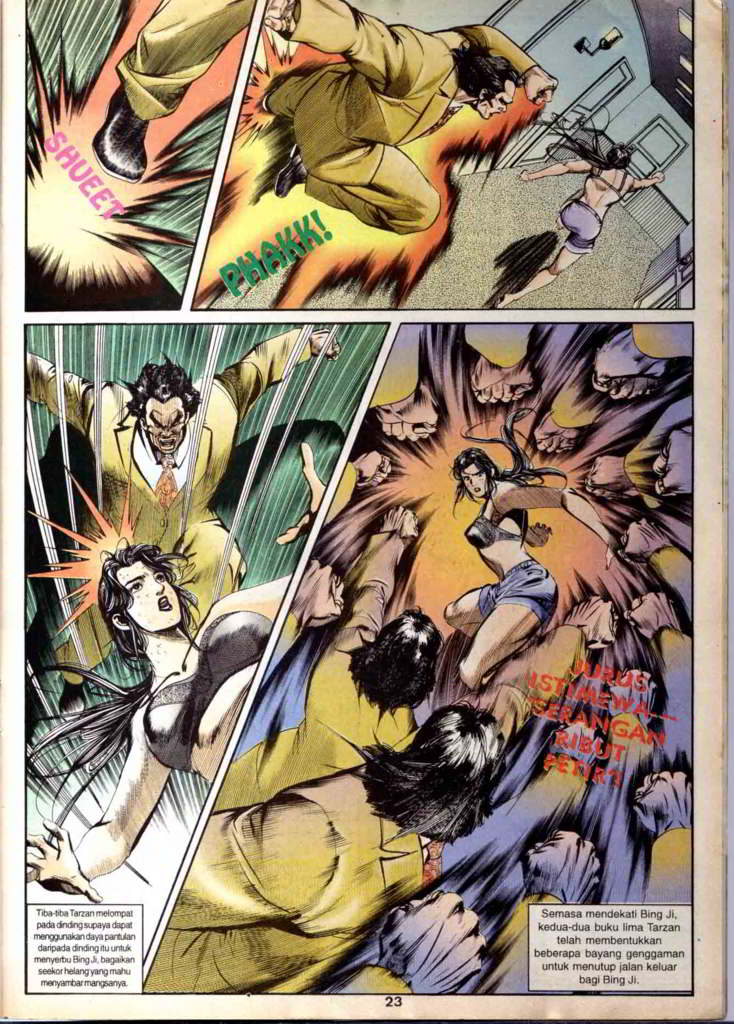 SHUEET
PHAKK!
JURUS
ISTIMEWA—
SERANGAN
RIBUT
PETIR!
Tiba-tiba Tarzan melompat
pada dinding supaya dapat
menggunakan daya pantulan
daripada dinding itu untuk
menyerbu Bing Ji, bagaikan
seekor helang yang mahu
menyambar mangsanya.
Semasa mendekati Bing Ji,
kedua-dua buku lima Tarzan
telah membentukkan
beberapa bayang genggaman
untuk menutup jalan keluar
bagi Bing Ji.
23